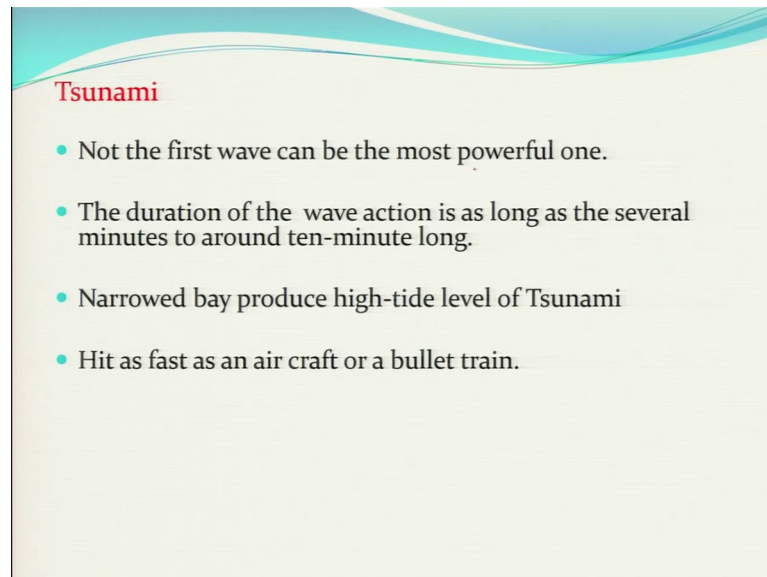 Tsunami
Not the first wave can be the most powerful one.
The duration of the wave action is as long as the several
minutes to around ten-minute long.
Narrowed bay produce high-tide level of Tsunami
Hit as fast as an air craft or a bullet train.